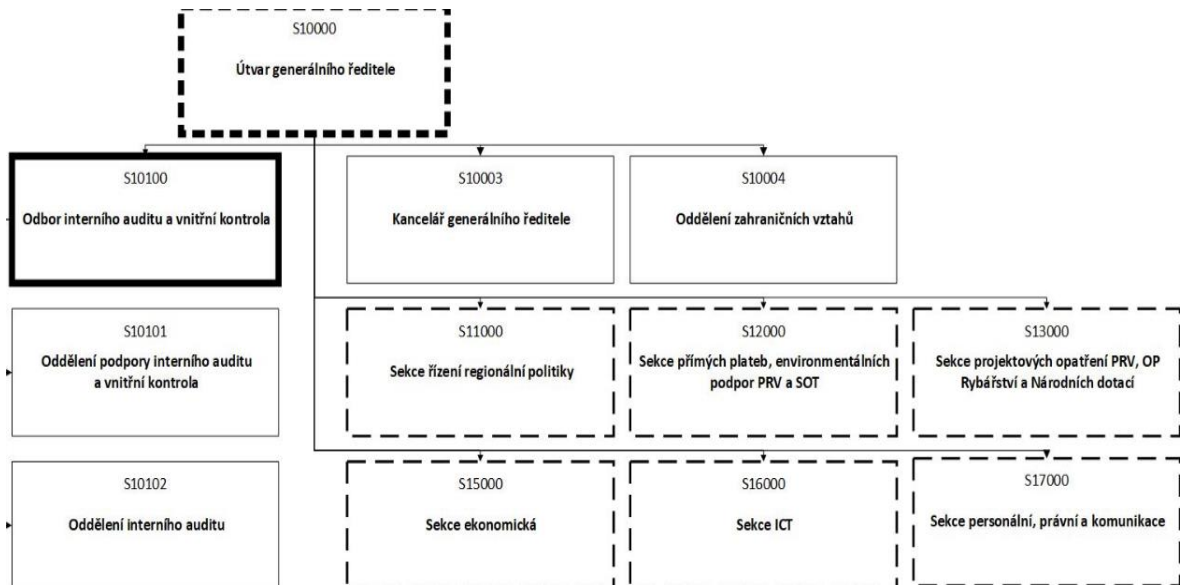 S10000
Útvar generálního ředitele
S10100
Odbor interního auditu a vnitřní kontrola
S10003
Kancelář generálního ředitele
S10004
Oddělení zahraničních vztahů
S10101
Oddělení podpory interního auditu
a vnitřní kontrola
S11000
Sekce řízení regionální politiky
S12000
Sekce přímých plateb, environmentálních
podpor PRV a SOT
S13000
Sekce projektových opatření PRV, OP
Rybářství a Národních dotací
S10102
Oddělení interního auditu
S15000
Sekce ekonomická
S16000
Sekce ICT
S17000
Sekce personální, právní a komunikace